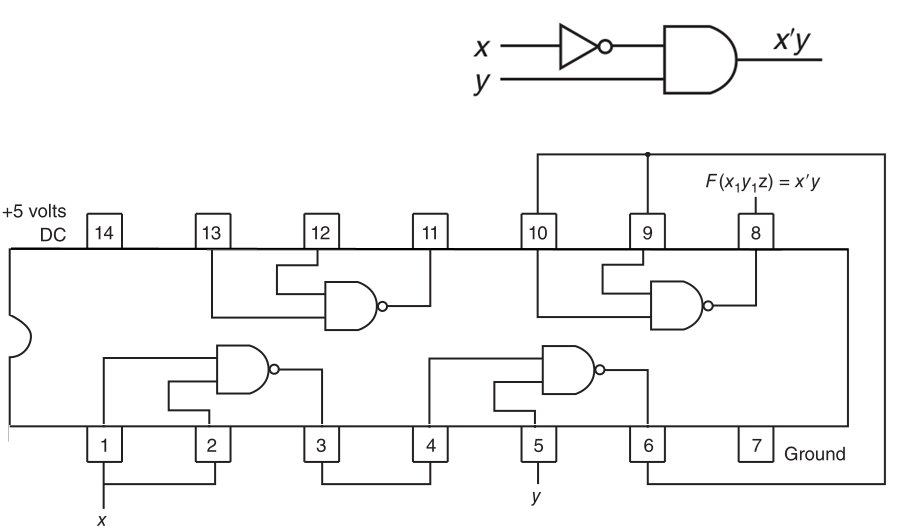 x
x′y
y
F(x₁y₁z) = x′y
+5 volts
DC
14 13 12 11 10 9 8
1 2 3 4 5 6 7
Ground
x
y